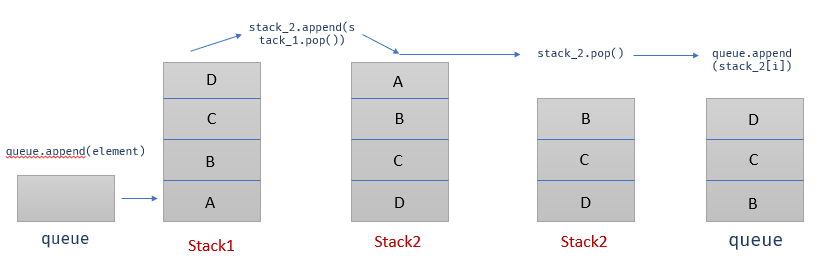 queue.append(element)
queue
D
C
B
A
Stack1
stack_2.append(s
tack_1.pop())
A
B
C
D
Stack2
stack_2.pop()
B
C
D
Stack2
queue.append
(stack_2[i])
D
C
B
queue